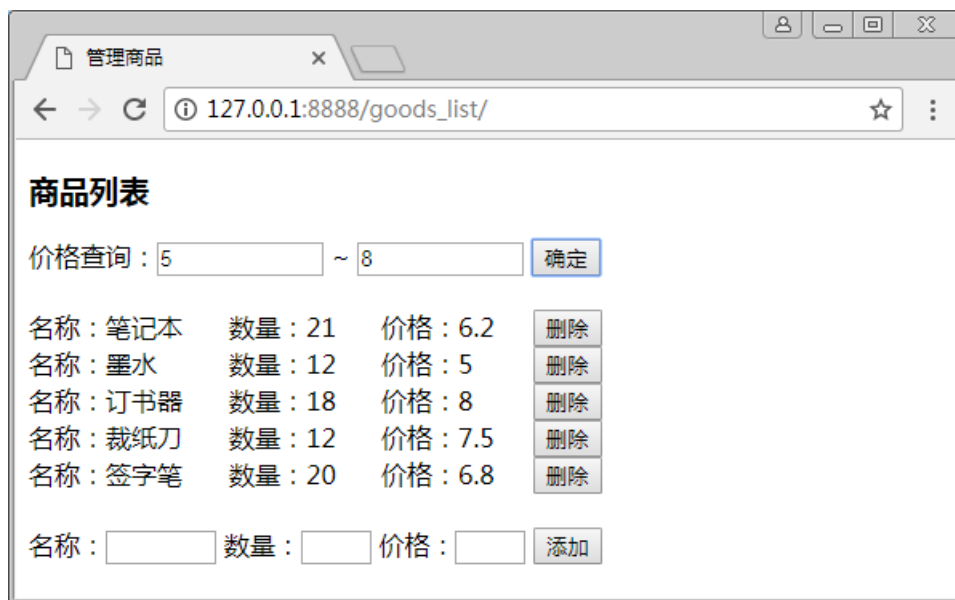 管理商品
127.0.0.1:8888/goods_list/
商品列表
价格查询：5 ~ 8 确定
名称：笔记本 数量：21 价格：6.2 删除
名称：墨水 数量：12 价格：5 删除
名称：订书器 数量：18 价格：8 删除
名称：裁纸刀 数量：12 价格：7.5 删除
名称：签字笔 数量：20 价格：6.8 删除
名称： 数量： 价格： 添加